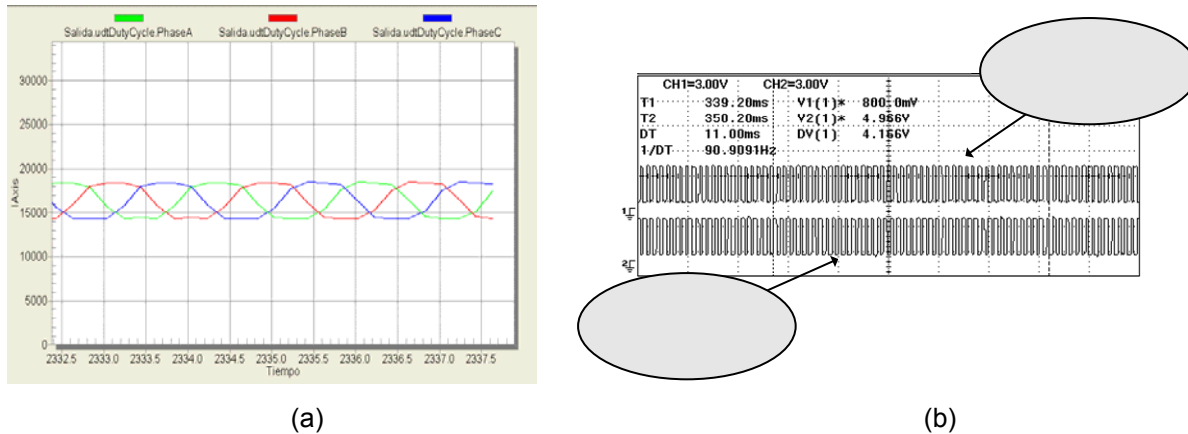 Salida.udtDutyCycle.PhaseA Salida.udtDutyCycle.PhaseB Salida.udtDutyCycle.PhaseC
30000
25000
20000
15000
10000
5000
0
2332.5 2333.0 2333.5 2334.0 2334.5 2335.0 2335.5 2336.0 2336.5 2337.0 2337.5
Tiempo
(a)
CH1=3.00V CH2=3.00V
T1 339.20ms V1(1)* 800.0mV
T2 350.20ms V2(1)* 4.966V
DT 11.00ms DV(1) 4.166V
1/DT 90.9091Hz
1
2
(b)